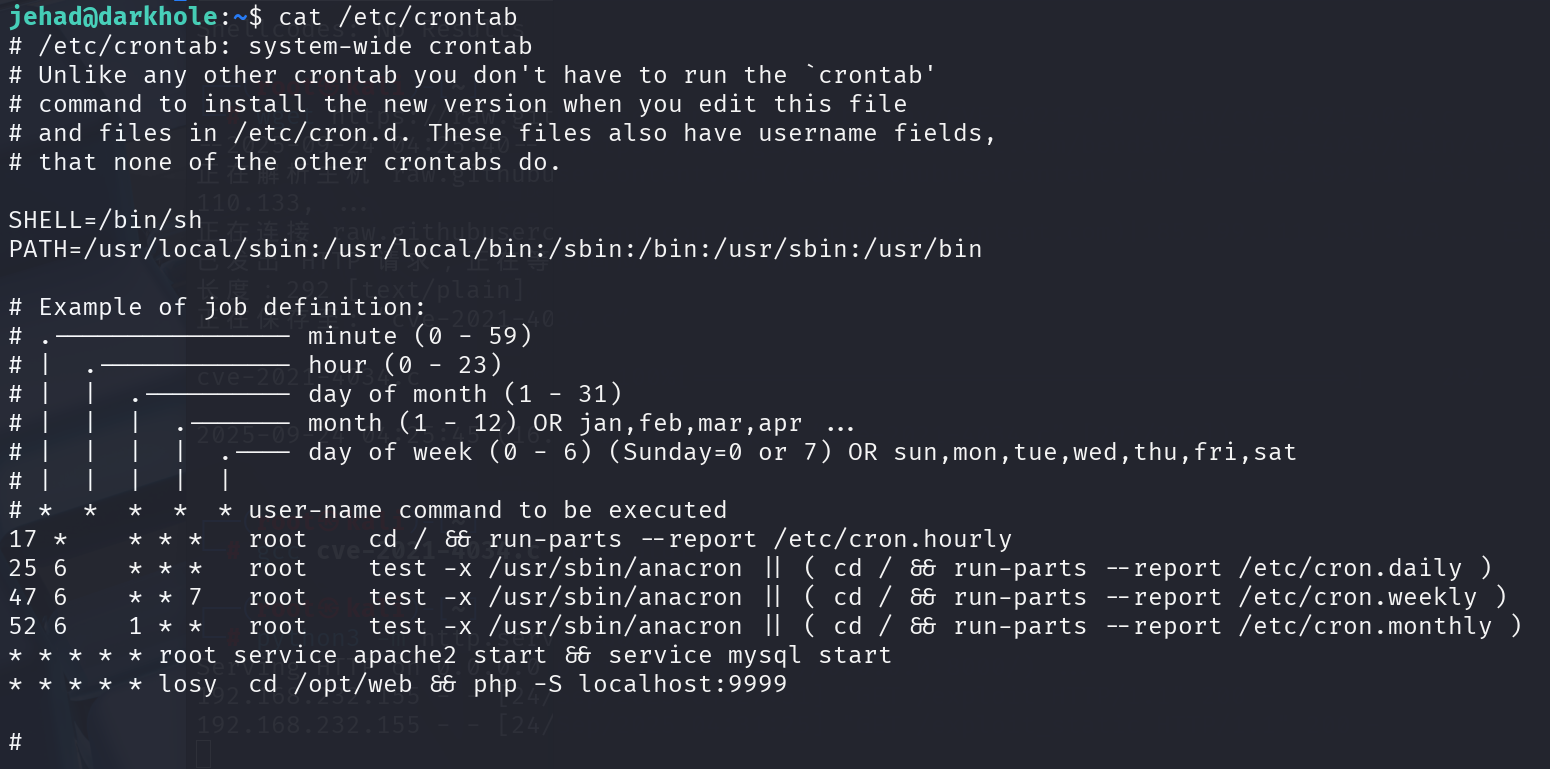 jehad@darkhole:~$ cat /etc/crontab
# /etc/crontab: system-wide crontab
# Unlike any other crontab you don't have to run the `crontab'
# command to install the new version when you edit this file
# and files in /etc/cron.d. These files also have username fields,
# that none of the other crontabs do.

SHELL=/bin/sh
PATH=/usr/local/sbin:/usr/local/bin:/sbin:/bin:/usr/sbin:/usr/bin

# Example of job definition:
# .---------------- minute (0 - 59)
# |  .------------- hour (0 - 23)
# |  |  .---------- day of month (1 - 31)
# |  |  |  .------- month (1 - 12) OR jan,feb,mar,apr ...
# |  |  |  |  .---- day of week (0 - 6) (Sunday=0 or 7) OR sun,mon,tue,wed,thu,fri,sat
# |  |  |  |  |
# *  *  *  *  * user-name command to be executed
17 *    * * *   root    cd / && run-parts --report /etc/cron.hourly
25 6    * * *   root    test -x /usr/sbin/anacron || ( cd / && run-parts --report /etc/cron.daily )
47 6    * * 7   root    test -x /usr/sbin/anacron || ( cd / && run-parts --report /etc/cron.weekly )
52 6    1 * *   root    test -x /usr/sbin/anacron || ( cd / && run-parts --report /etc/cron.monthly )
* * * * * root service apache2 start && service mysql start
* * * * * losy  cd /opt/web && php -S localhost:9999

#